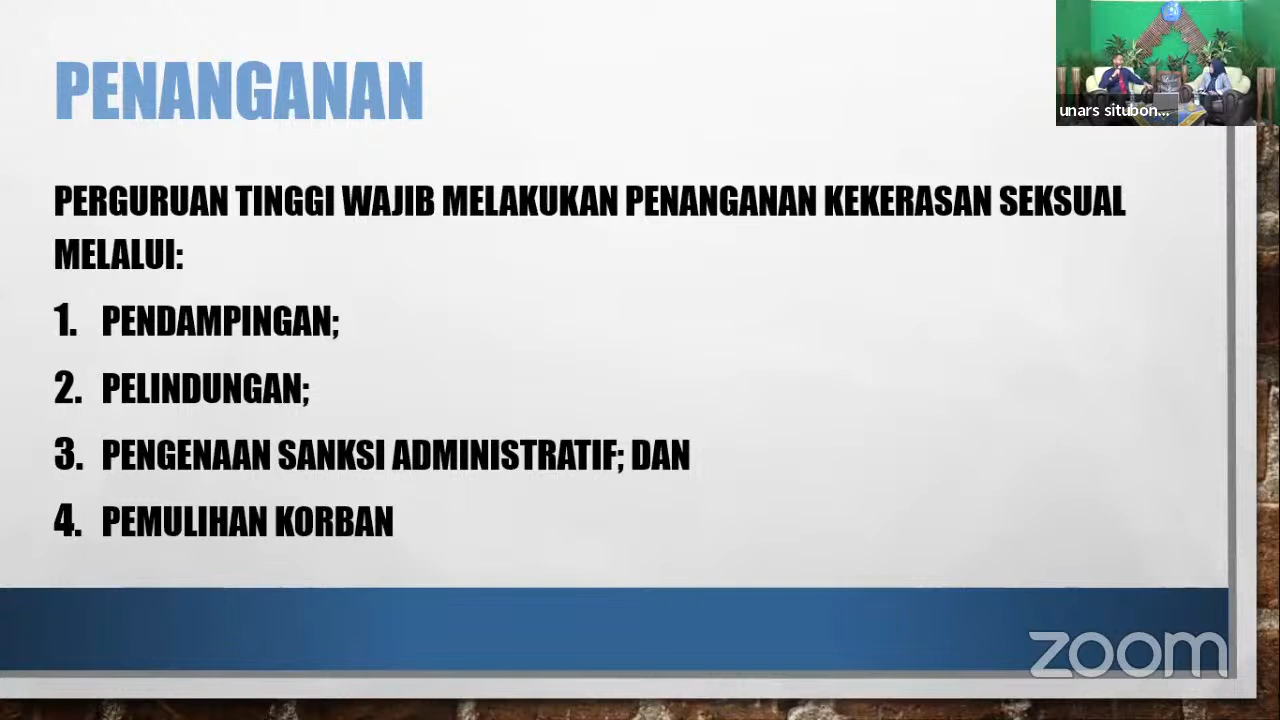 PENANGANAN
unars situbon...
PERGURUAN TINGGI WAJIB MELAKUKAN PENANGANAN KEKERASAN SEKSUAL
MELALUI:
1. PENDAMPINGAN;
2. PELINDUNGAN;
3. PENGENAAN SANKSI ADMINISTRATIF; DAN
4. PEMULIHAN KORBAN
zoom